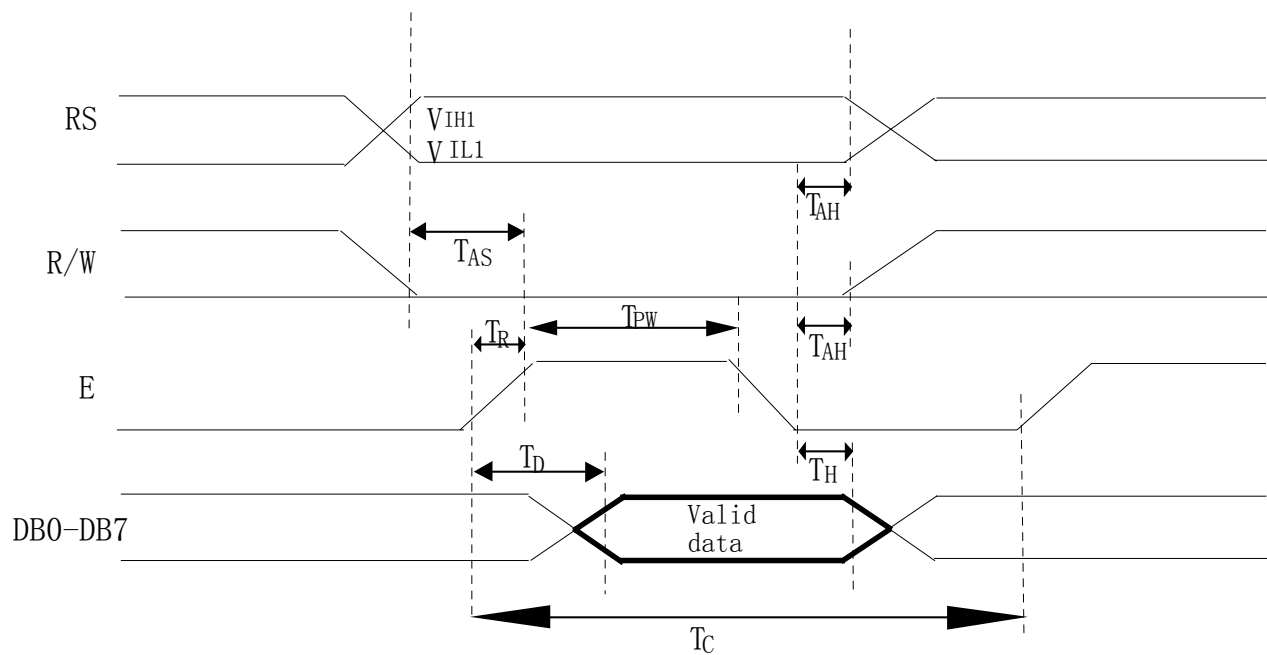 RS
VIH1
VIL1
TAH
R/W
TAS
TPW
TR
TAH
E
TD
TH
DB0-DB7
Valid
data
TC